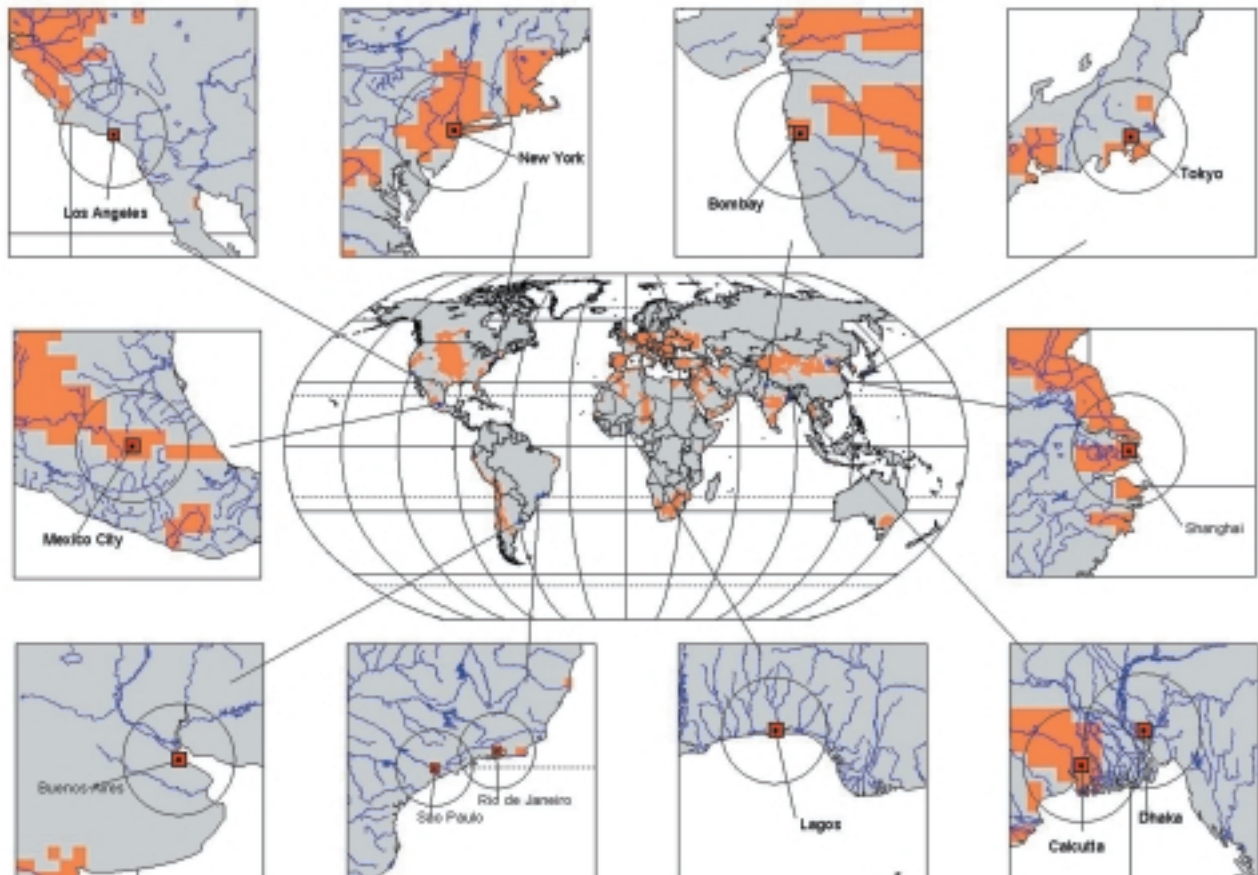 Los Angeles
New York
Bombay
Tokyo
Mexico City
Shanghai
Buenos-Aires
Sao Paulo
Rio de Janeiro
Lagos
Calcutta
Dhaka